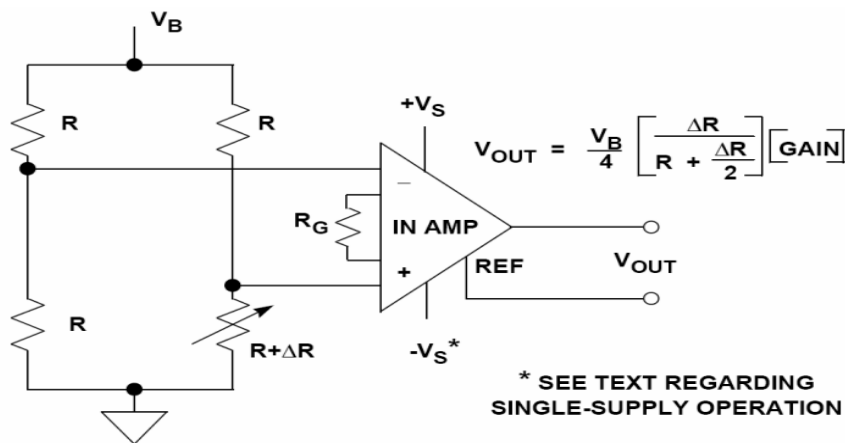 V_B
R
R
+V_S
V_OUT = V_B/4 [ΔR / (R + ΔR/2)] [GAIN]
−
R_G
IN AMP
+
REF
V_OUT
R
R+ΔR
-V_S*
* SEE TEXT REGARDING
SINGLE-SUPPLY OPERATION